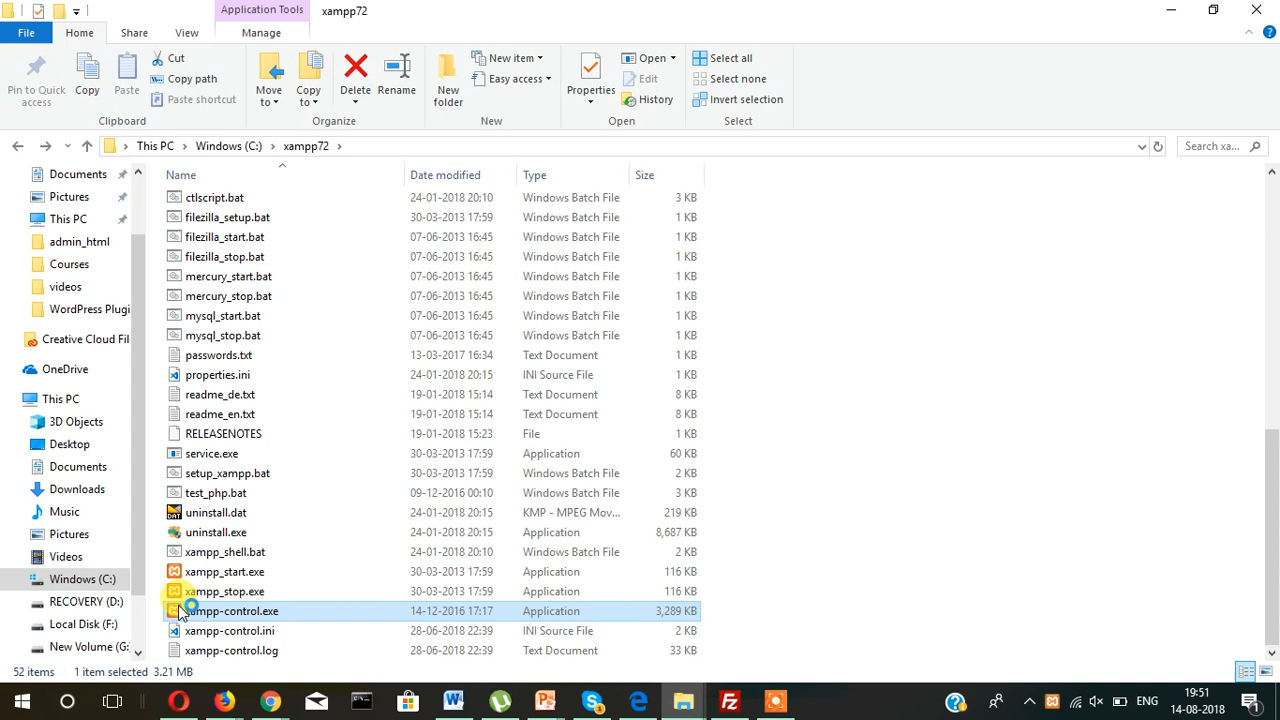 Application Tools xampp72
File Home Share View Manage
Pin to Quick access
Copy
Paste
Cut
Copy path
Paste shortcut
Clipboard
Move to
Copy to
Delete
Rename
Organize
New folder
New item
Easy access
New
Properties
Open
Edit
History
Open
Select all
Select none
Invert selection
Select
This PC Windows (C:) xampp72 Search xa...
Documents
Pictures
This PC
admin_html
Courses
videos
WordPress Plugi
Creative Cloud Fil
OneDrive
This PC
3D Objects
Desktop
Documents
Downloads
Music
Pictures
Videos
Windows (C:)
RECOVERY (D:)
Local Disk (F:)
New Volume (G:
Name Date modified Type Size
ctlscript.bat 24-01-2018 20:10 Windows Batch File 3 KB
filezilla_setup.bat 30-03-2013 17:59 Windows Batch File 1 KB
filezilla_start.bat 07-06-2013 16:45 Windows Batch File 1 KB
filezilla_stop.bat 07-06-2013 16:45 Windows Batch File 1 KB
mercury_start.bat 07-06-2013 16:45 Windows Batch File 1 KB
mercury_stop.bat 07-06-2013 16:45 Windows Batch File 1 KB
mysql_start.bat 07-06-2013 16:45 Windows Batch File 1 KB
mysql_stop.bat 07-06-2013 16:45 Windows Batch File 1 KB
passwords.txt 13-03-2017 16:34 Text Document 1 KB
properties.ini 24-01-2018 20:15 INI Source File 1 KB
readme_de.txt 19-01-2018 15:14 Text Document 8 KB
readme_en.txt 19-01-2018 15:14 Text Document 8 KB
RELEASENOTES 19-01-2018 15:23 File 1 KB
service.exe 30-03-2013 17:59 Application 60 KB
setup_xampp.bat 30-03-2013 17:59 Windows Batch File 2 KB
test_php.bat 09-12-2016 00:10 Windows Batch File 3 KB
uninstall.dat 24-01-2018 20:15 KMP - MPEG Mov... 219 KB
uninstall.exe 24-01-2018 20:15 Application 8,687 KB
xampp_shell.bat 24-01-2018 20:10 Windows Batch File 2 KB
xampp_start.exe 30-03-2013 17:59 Application 116 KB
xampp_stop.exe 30-03-2013 17:59 Application 116 KB
xampp-control.exe 14-12-2016 17:17 Application 3,289 KB
xampp-control.ini 28-06-2018 22:39 INI Source File 2 KB
xampp-control.log 28-06-2018 22:39 Text Document 33 KB
52 items 1 item selected 3.21 MB
ENG 19:51
14-08-2018